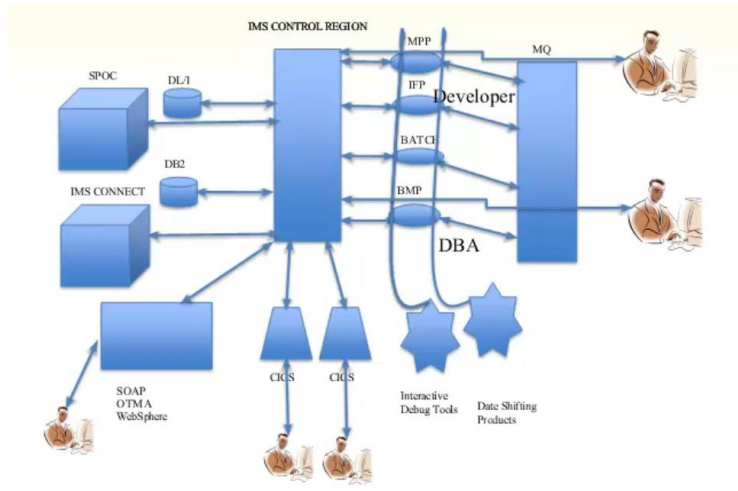 IMS CONTROL REGION
MPP
MQ
SPOC
DL/I
IFP
Developer
BATCH
DB2
IMS CONNECT
BMP
DBA
CICS
CICS
SOAP
OTMA
WebSphere
Interactive
Debug Tools
Date Shifting
Products